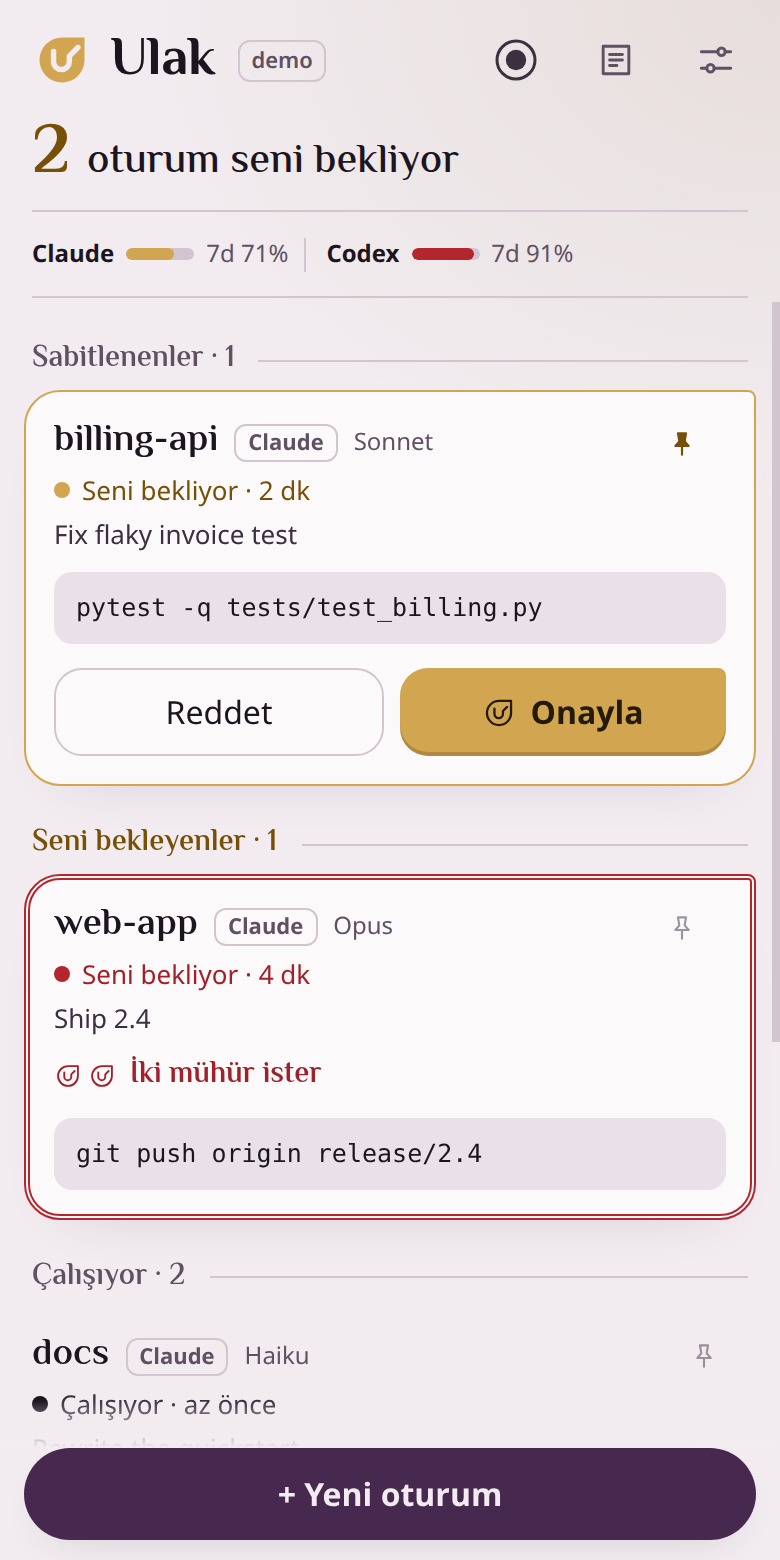 Ulak demo
2 oturum seni bekliyor
Claude 7d 71% Codex 7d 91%
Sabitlenenler · 1
billing-api Claude Sonnet
Seni bekliyor · 2 dk
Fix flaky invoice test
pytest -q tests/test_billing.py
Reddet Onayla
Seni bekleyenler · 1
web-app Claude Opus
Seni bekliyor · 4 dk
Ship 2.4
İki mühür ister
git push origin release/2.4
Çalışıyor · 2
docs Claude Haiku
Çalışıyor · az önce
+ Yeni oturum